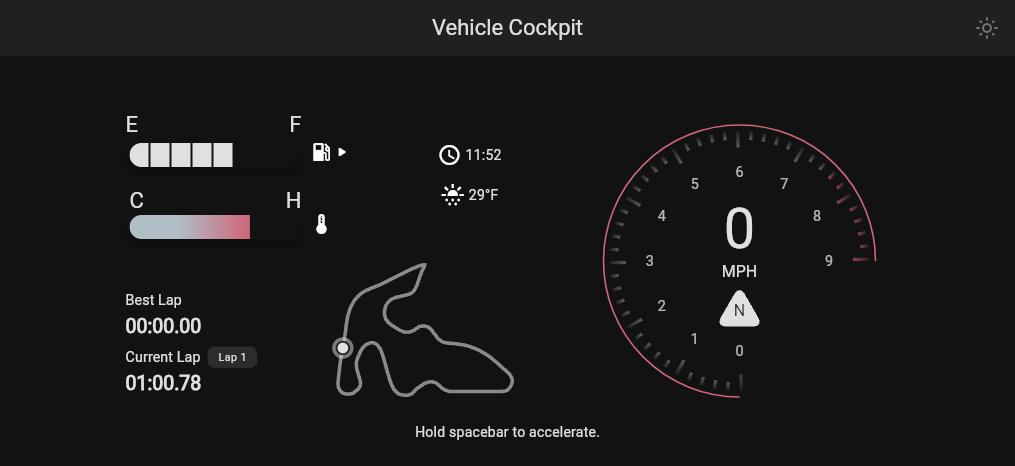 Vehicle Cockpit
E F
C H
11:52
29°F
Best Lap
00:00.00
Current Lap Lap 1
01:00.78
6
5 7
4 8
3 9
2
1
0
0
MPH
N
Hold spacebar to accelerate.